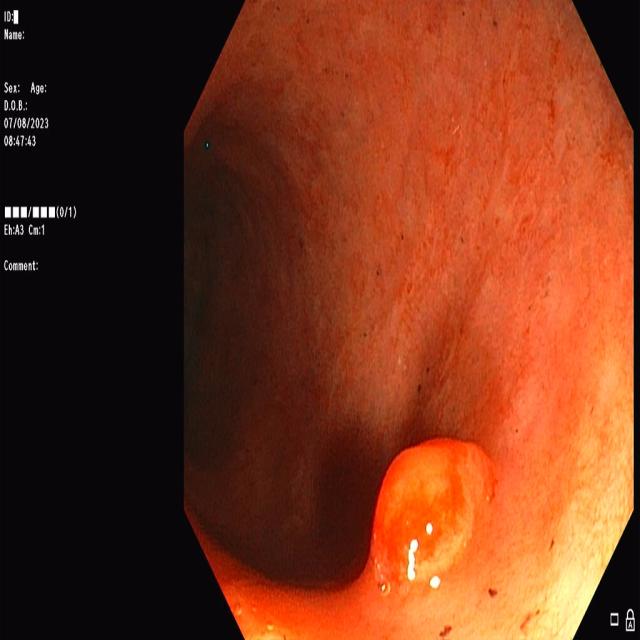 ID:
Name:
Sex: Age:
D.O.B.:
07/08/2023
08:47:43
■■■/■■■(0/1)
Eh:A3 Cm:1
Comment: